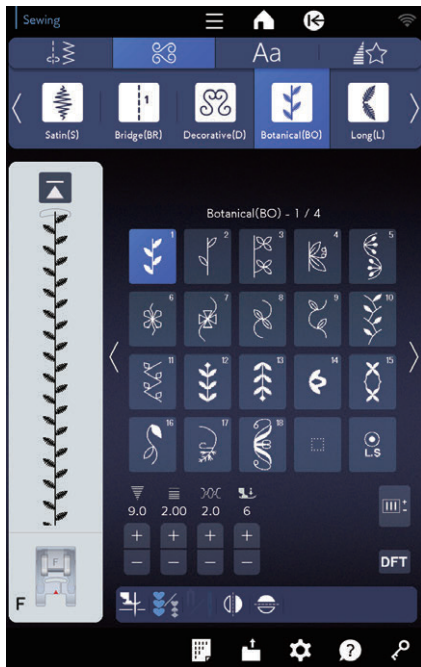 Sewing
Aa
1
Satin(S) Bridge(BR) Decorative(D) Botanical(BO) Long(L)
Botanical(BO) - 1 / 4
1 2 3 4 5
6 7 8 9 10
11 12 13 14 15
16 17 18 L.S
9.0 2.00 2.0 6
+ + + +
− − − −
DFT
F
F
?